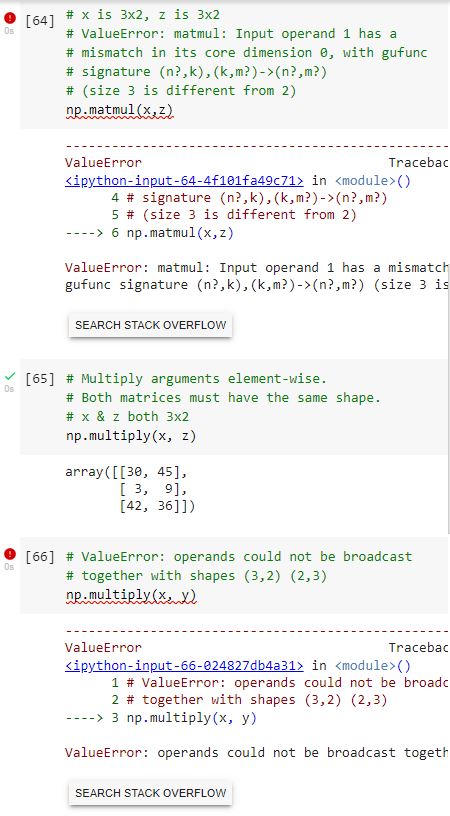 [64] # x is 3x2, z is 3x2
0s
# ValueError: matmul: Input operand 1 has a
# mismatch in its core dimension 0, with gufunc
# signature (n?,k),(k,m?)->(n?,m?)
# (size 3 is different from 2)
np.matmul(x,z)
---------------------------------------------------
ValueError Tracebac
<ipython-input-64-4f101fa49c71> in <module>()
4 # signature (n?,k),(k,m?)->(n?,m?)
5 # (size 3 is different from 2)
----> 6 np.matmul(x,z)
ValueError: matmul: Input operand 1 has a mismatch
gufunc signature (n?,k),(k,m?)->(n?,m?) (size 3 is
SEARCH STACK OVERFLOW
[65] # Multiply arguments element-wise.
0s
# Both matrices must have the same shape.
# x & z both 3x2
np.multiply(x, z)
array([[30, 45],
[ 3, 9],
[42, 36]])
[66] # ValueError: operands could not be broadcast
0s
# together with shapes (3,2) (2,3)
np.multiply(x, y)
---------------------------------------------------
ValueError Tracebac
<ipython-input-66-024827db4a31> in <module>()
1 # ValueError: operands could not be broadc
2 # together with shapes (3,2) (2,3)
----> 3 np.multiply(x, y)
ValueError: operands could not be broadcast togeth
SEARCH STACK OVERFLOW